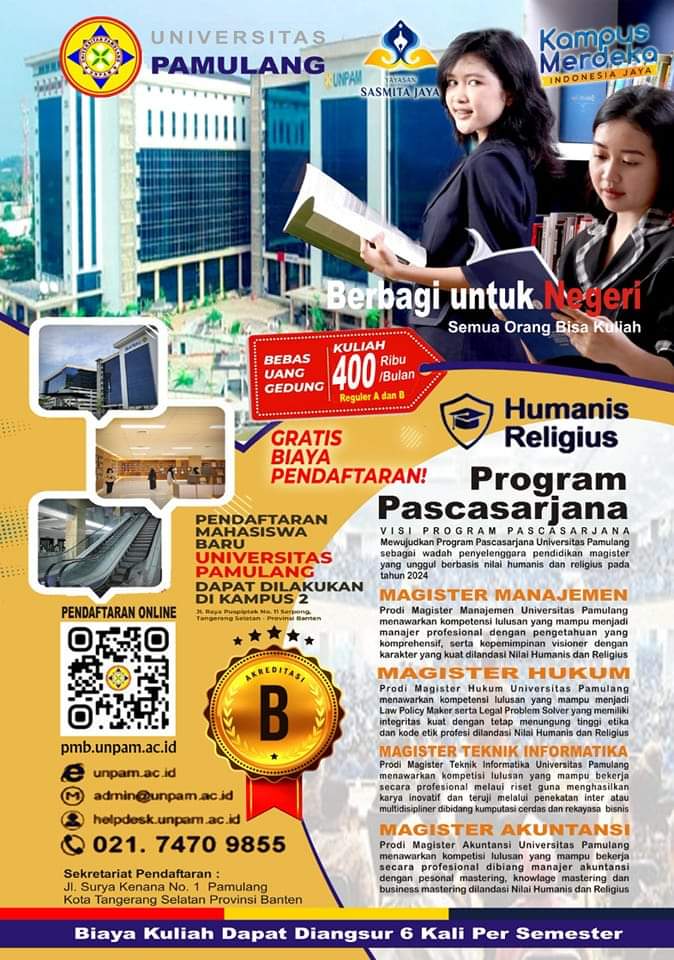 UNIVERSITAS
PAMULANG
YAYASAN
SASMITA JAYA
Kampus
Merdeka
INDONESIA JAYA
UNPAM
Berbagi untuk Negeri
Semua Orang Bisa Kuliah
BEBAS
UANG
GEDUNG
KULIAH
400 Ribu
/Bulan
Reguler A dan B
GRATIS
BIAYA
PENDAFTARAN!
Humanis
Religius
Program
Pascasarjana
VISI PROGRAM PASCASARJANA
Mewujudkan Program Pascasarjana Universitas Pamulang
sebagai wadah penyelenggara pendidikan magister
yang unggul berbasis nilai humanis dan religius pada
tahun 2024
PENDAFTARAN
MAHASISWA
BARU
UNIVERSITAS
PAMULANG
DAPAT DILAKUKAN
DI KAMPUS 2
Jl. Raya Puspiptek No. 11 Serpong,
Tangerang Selatan - Provinsi Banten
PENDAFTARAN ONLINE
pmb.unpam.ac.id
unpam.ac.id
admin@unpam.ac.id
helpdesk.unpam.ac.id
021. 7470 9855
Sekretariat Pendaftaran :
Jl. Surya Kenana No. 1 Pamulang
Kota Tangerang Selatan Provinsi Banten
AKREDITASI
B
MAGISTER MANAJEMEN
Prodi Magister Manajemen Universitas Pamulang
menawarkan kompetensi lulusan yang mampu menjadi
manajer profesional dengan pengetahuan yang
komprehensif, serta kepemimpinan visioner dengan
karakter yang kuat dilandasi Nilai Humanis dan Religius
MAGISTER HUKUM
Prodi Magister Hukum Universitas Pamulang
menawarkan kompetensi lulusan yang mampu menjadi
Law Policy Maker serta Legal Problem Solver yang memiliki
integritas kuat dengan tetap menungung tinggi etika
dan kode etik profesi dilandasi Nilai Humanis dan Religius
MAGISTER TEKNIK INFORMATIKA
Prodi Magister Teknik Informatika Universitas Pamulang
menawarkan kompetisi lulusan yang mampu bekerja
secara profesional melaui riset guna menghasilkan
karya inovatif dan teruji melalui penekatan inter atau
multidisipliner dibidang kumputasi cerdas dan rekayasa bisnis
MAGISTER AKUNTANSI
Prodi Magister Akuntansi Universitas Pamulang
menawarkan kompetisi lulusan yang mampu bekerja
secara profesional dibiang manajer akuntansi
dengan pesonal mastering, knowlage mastering dan
business mastering dilandasi Nilai Humanis dan Religius
Biaya Kuliah Dapat Diangsur 6 Kali Per Semester